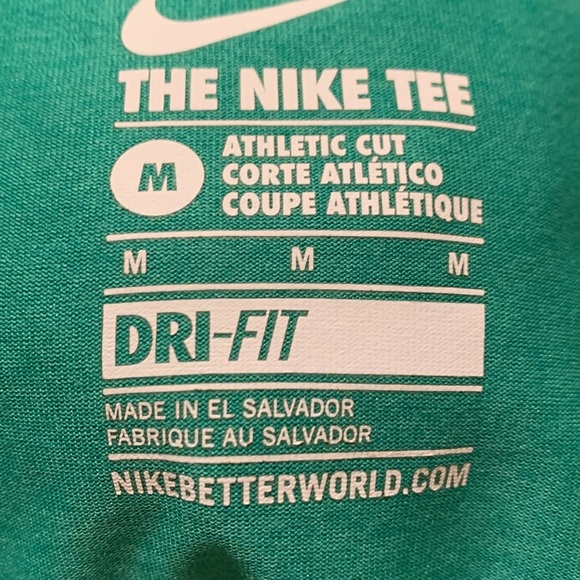 THE NIKE TEE
M
ATHLETIC CUT
CORTE ATLÉTICO
COUPE ATHLÉTIQUE
M M M
DRI-FIT
MADE IN EL SALVADOR
FABRIQUE AU SALVADOR
NIKEBETTERWORLD.COM